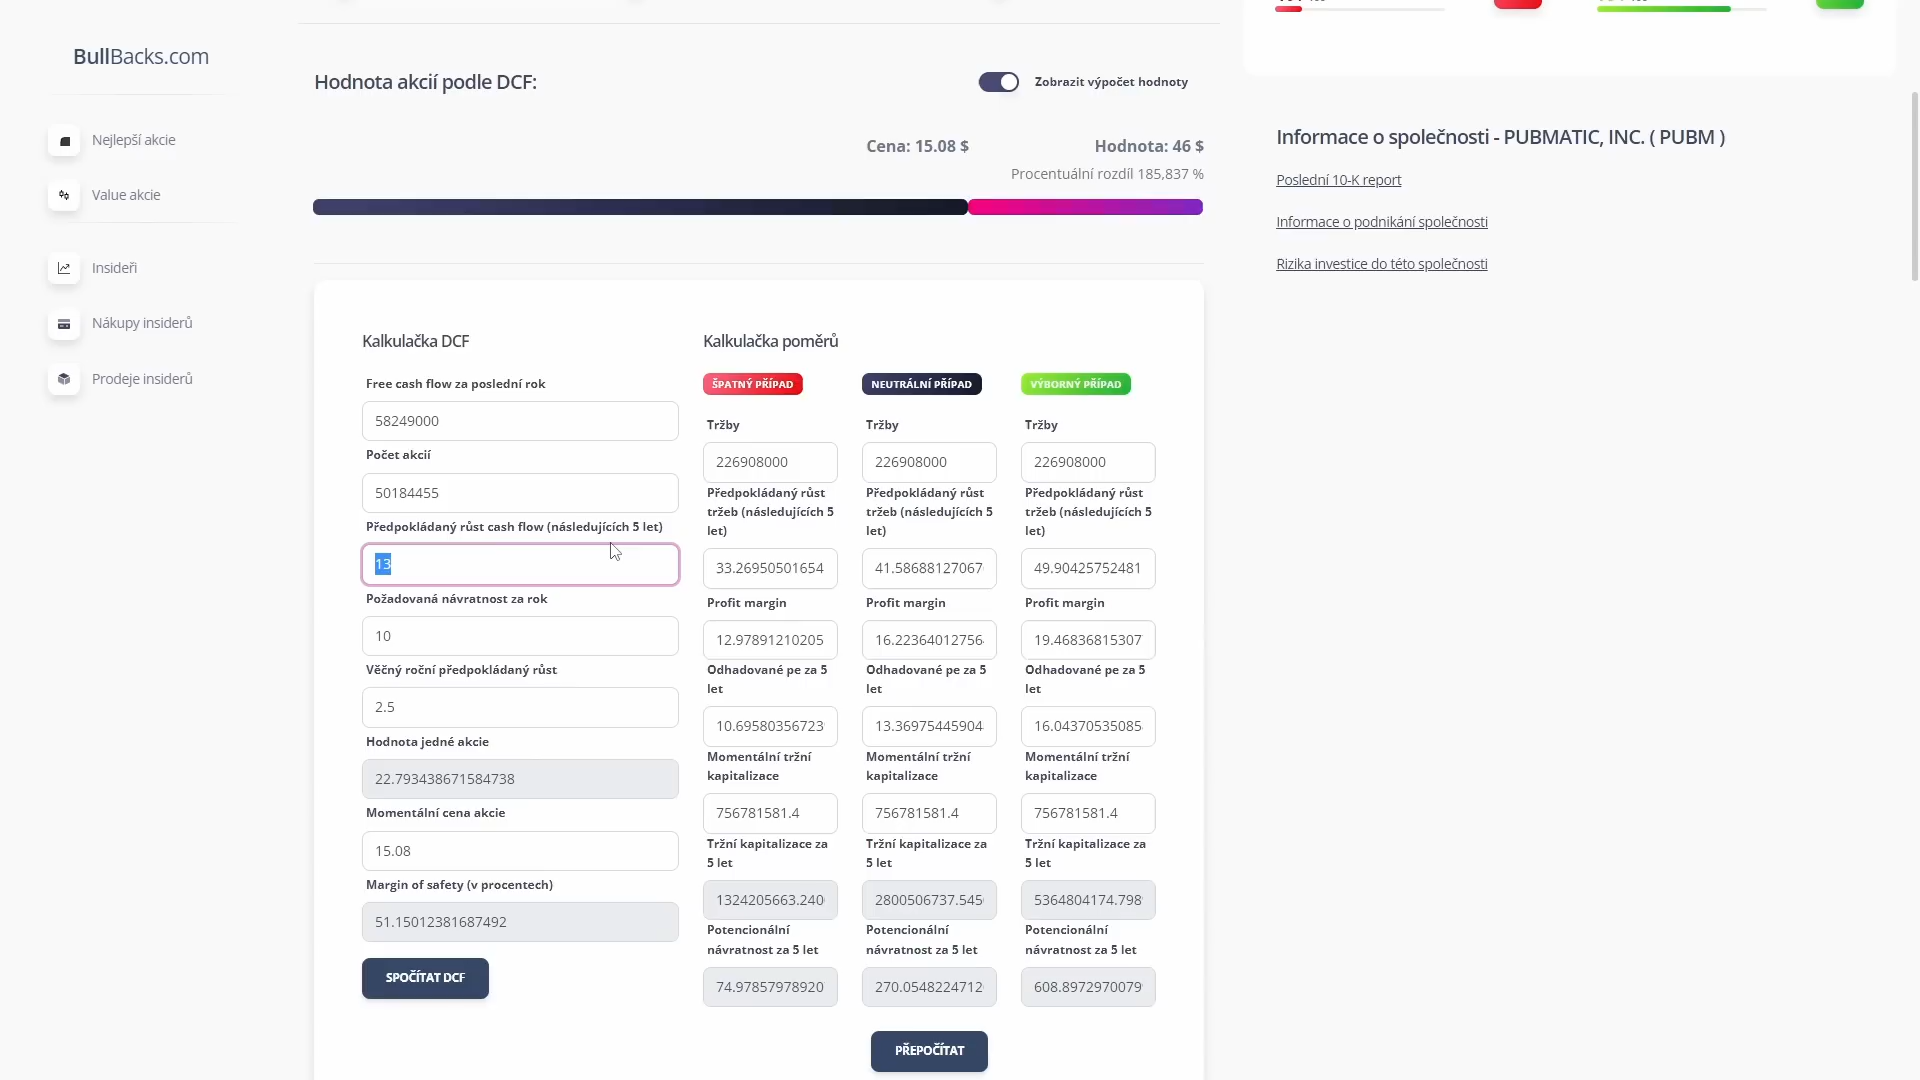 BullBacks.com
Nejlepší akcie
Value akcie
Insideři
Nákupy insiderů
Prodeje insiderů
Hodnota akcií podle DCF:
Zobrazit výpočet hodnoty
Cena: 15.08 $
Hodnota: 46 $
Procentuální rozdíl 185,837 %
Kalkulačka DCF
Free cash flow za poslední rok
58249000
Počet akcií
50184455
Předpokládaný růst cash flow (následujících 5 let)
13
Požadovaná návratnost za rok
10
Věčný roční předpokládaný růst
2.5
Hodnota jedné akcie
22.793438671584738
Momentální cena akcie
15.08
Margin of safety (v procentech)
51.15012381687492
SPOČÍTAT DCF
Kalkulačka poměrů
ŠPATNÝ PŘÍPAD
Tržby
226908000
Předpokládaný růst
tržeb (následujících 5
let)
33.26950501654
Profit margin
12.97891210205
Odhadované pe za 5
let
10.69580356723
Momentální tržní
kapitalizace
756781581.4
Tržní kapitalizace za
5 let
1324205663.240
Potencionální
návratnost za 5 let
74.97857978920
NEUTRÁLNÍ PŘÍPAD
Tržby
226908000
Předpokládaný růst
tržeb (následujících 5
let)
41.58688127067
Profit margin
16.22364012756
Odhadované pe za 5
let
13.36975445904
Momentální tržní
kapitalizace
756781581.4
Tržní kapitalizace za
5 let
2800506737.545
Potencionální
návratnost za 5 let
270.0548224712
VÝBORNÝ PŘÍPAD
Tržby
226908000
Předpokládaný růst
tržeb (následujících 5
let)
49.90425752481
Profit margin
19.46836815307
Odhadované pe za 5
let
16.04370535085
Momentální tržní
kapitalizace
756781581.4
Tržní kapitalizace za
5 let
5364804174.798
Potencionální
návratnost za 5 let
608.8972970079
PŘEPOČÍTAT
Informace o společnosti - PUBMATIC, INC. ( PUBM )
Poslední 10-K report
Informace o podnikání společnosti
Rizika investice do této společnosti